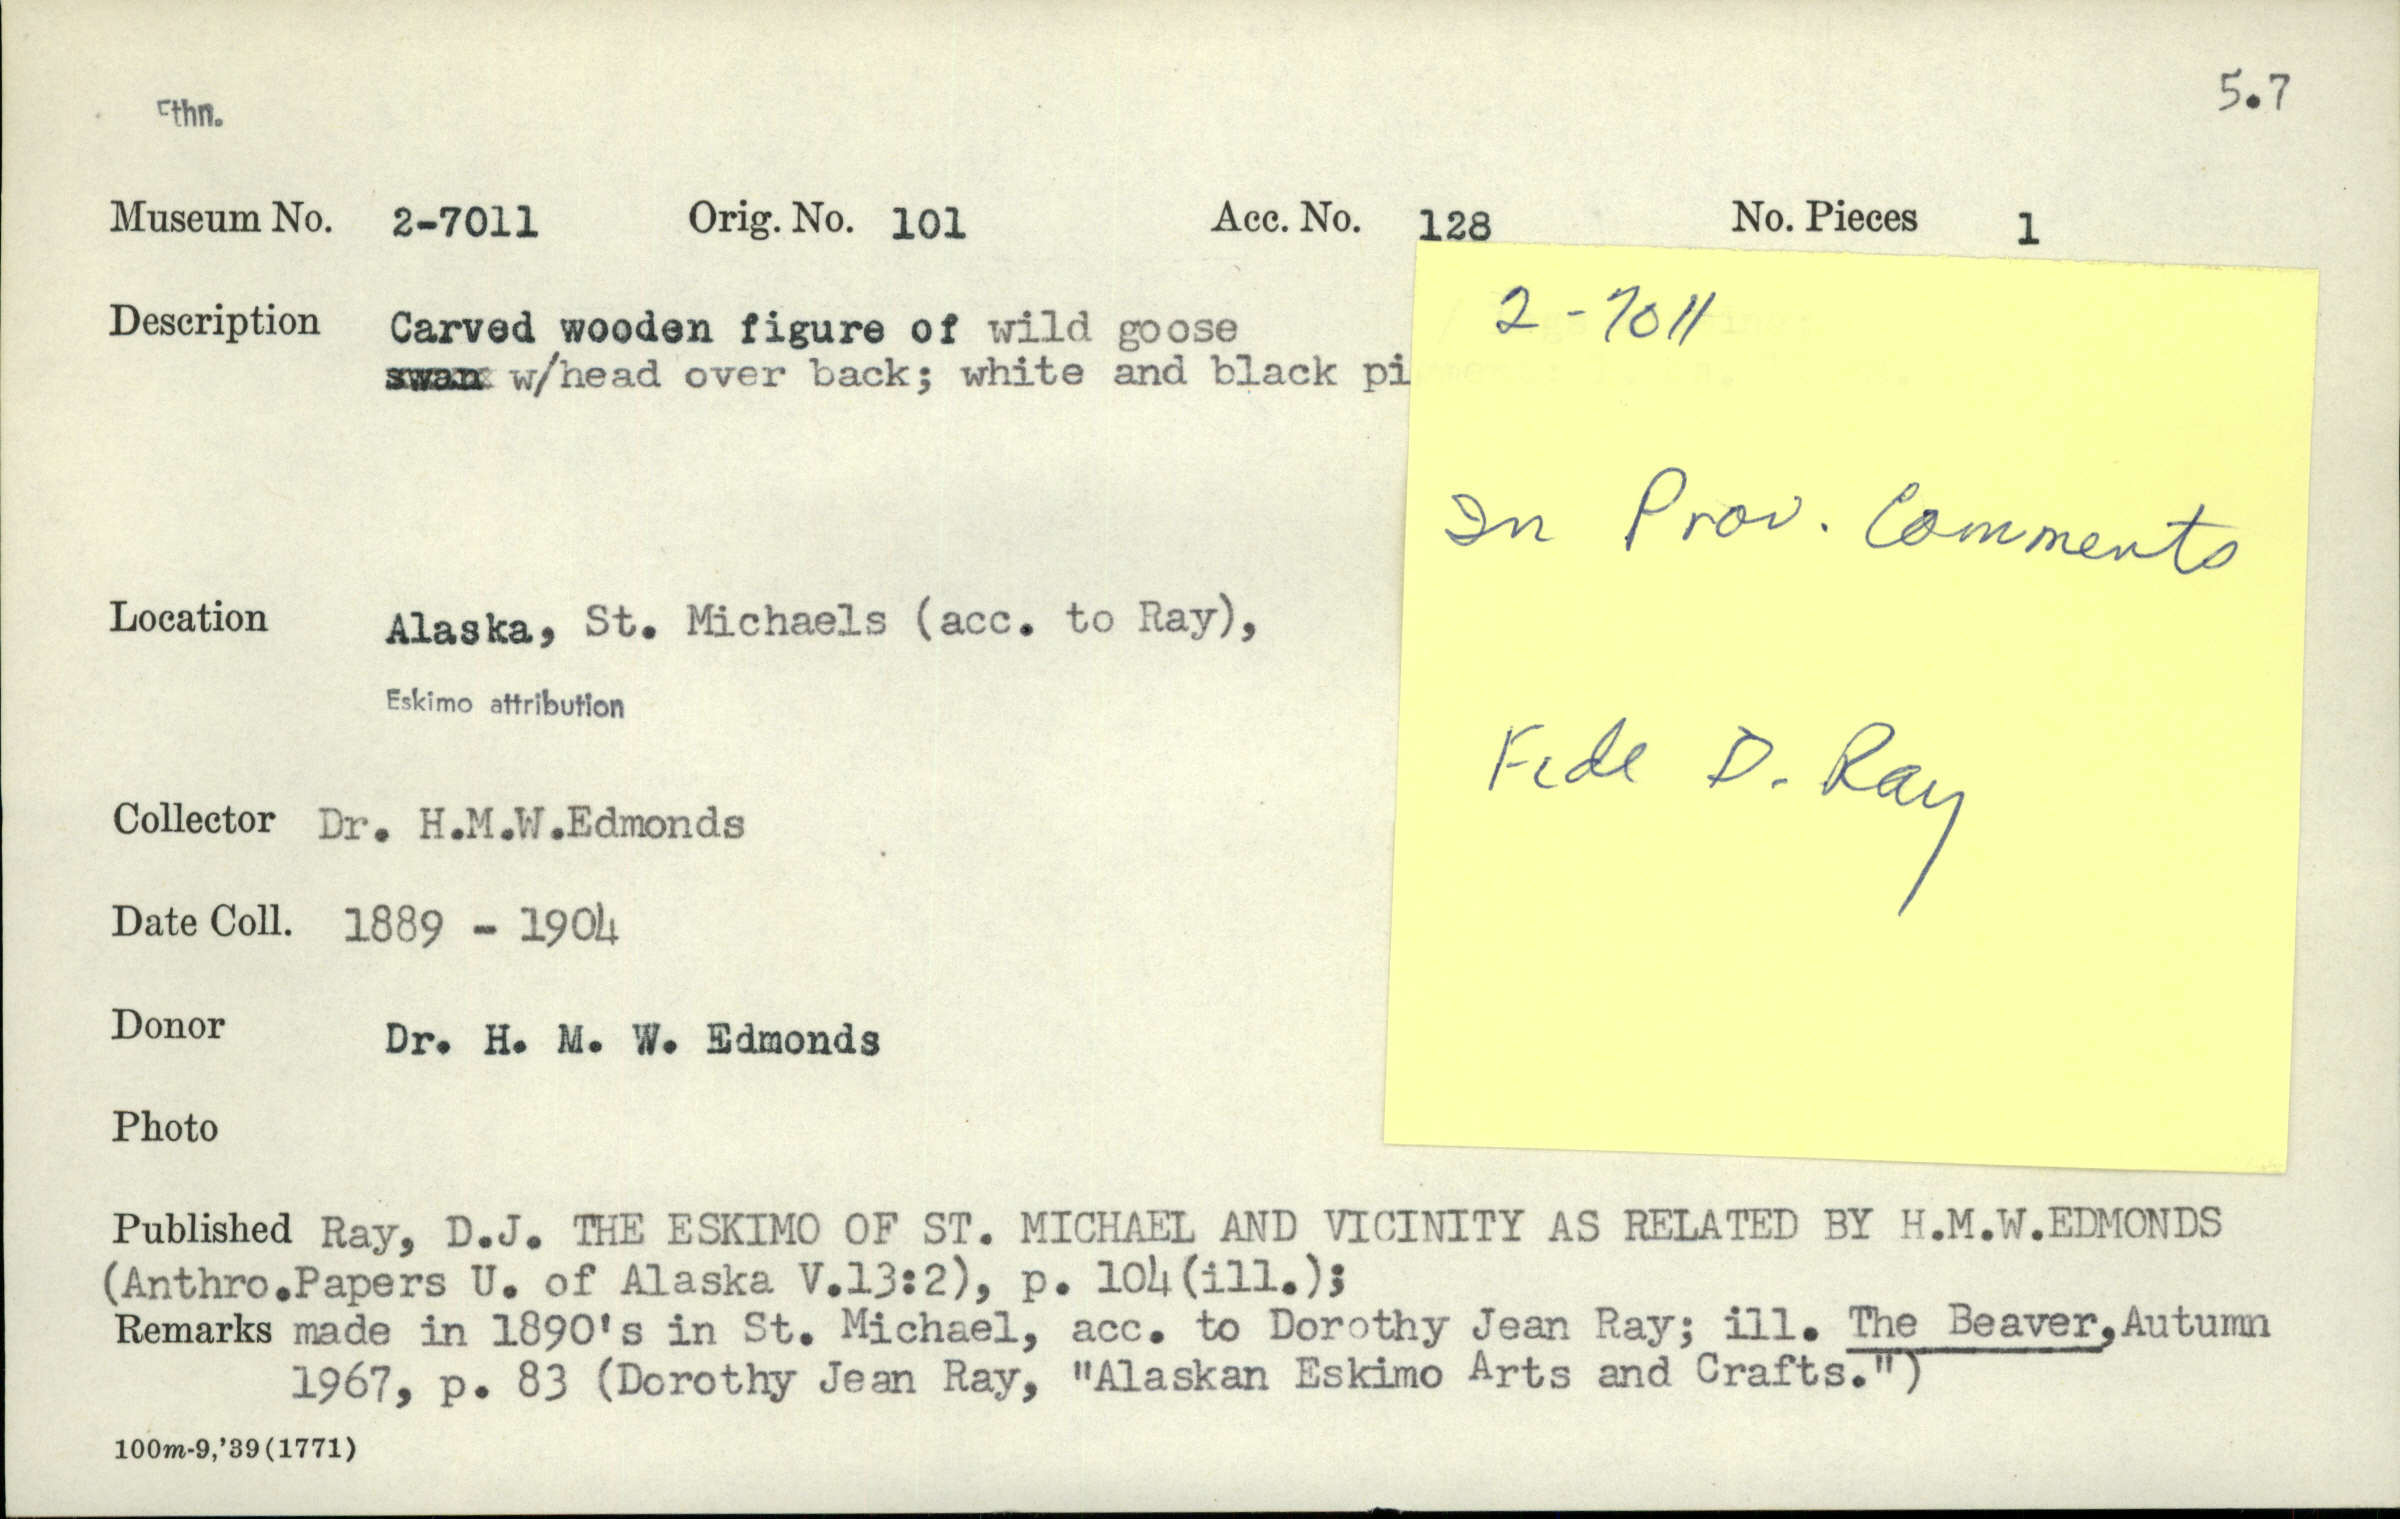 Ethn.
5.7
Museum No. 2-7011 Orig. No. 101 Acc. No. 128 No. Pieces 1
Description Carved wooden figure of wild goose
swan w/head over back; white and black pi
2-7011
In Prov. Comments
Fide D. Ray
Location Alaska, St. Michaels (acc. to Ray),
Eskimo attribution
Collector Dr. H.M.W.Edmonds
Date Coll. 1889 - 1904
Donor Dr. H. M. W. Edmonds
Photo
Published Ray, D.J. THE ESKIMO OF ST. MICHAEL AND VICINITY AS RELATED BY H.M.W.EDMONDS
(Anthro.Papers U. of Alaska V.13:2), p. 104(ill.);
Remarks made in 1890's in St. Michael, acc. to Dorothy Jean Ray; ill. The Beaver,Autumn
1967, p. 83 (Dorothy Jean Ray, "Alaskan Eskimo Arts and Crafts.")
100m-9,'39(1771)